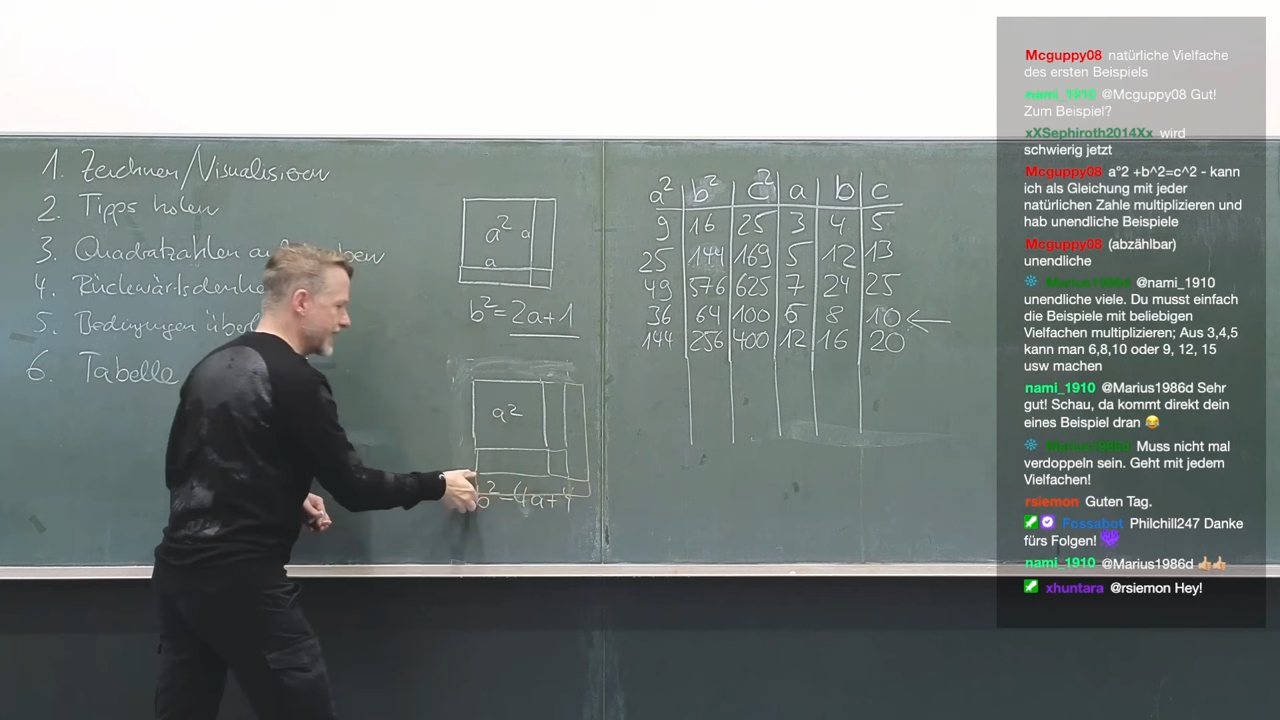 1. Zeichnen/Visualisieren
2. Tipps holen
3. Quadratzahlen
4. Rückwärtsdenke
5. Bedingungen über
6. Tabelle
a² a
a
b²=2a+1
a²
b²=4a+4
a² b² c² a b c
9 16 25 3 4 5
25 144 169 5 12 13
49 576 625 7 24 25
36 64 100 6 8 10 ←
144 256 400 12 16 20
Mcguppy08 natürliche Vielfache
des ersten Beispiels
nami_1910 @Mcguppy08 Gut!
Zum Beispiel?
xXSephiroth2014Xx wird
schwierig jetzt
Mcguppy08 a°2 +b^2=c^2 - kann
ich als Gleichung mit jeder
natürlichen Zahle multiplizieren und
hab unendliche Beispiele
Mcguppy08 (abzählbar)
unendliche
Marius1986d @nami_1910
unendliche viele. Du musst einfach
die Beispiele mit beliebigen
Vielfachen multiplizieren; Aus 3,4,5
kann man 6,8,10 oder 9, 12, 15
usw machen
nami_1910 @Marius1986d Sehr
gut! Schau, da kommt direkt dein
eines Beispiel dran 😂
Marius1986d Muss nicht mal
verdoppeln sein. Geht mit jedem
Vielfachen!
rsiemon Guten Tag.
Fossabot Philchill247 Danke
fürs Folgen! 💜
nami_1910 @Marius1986d 👍🏼👍🏼
xhuntara @rsiemon Hey!